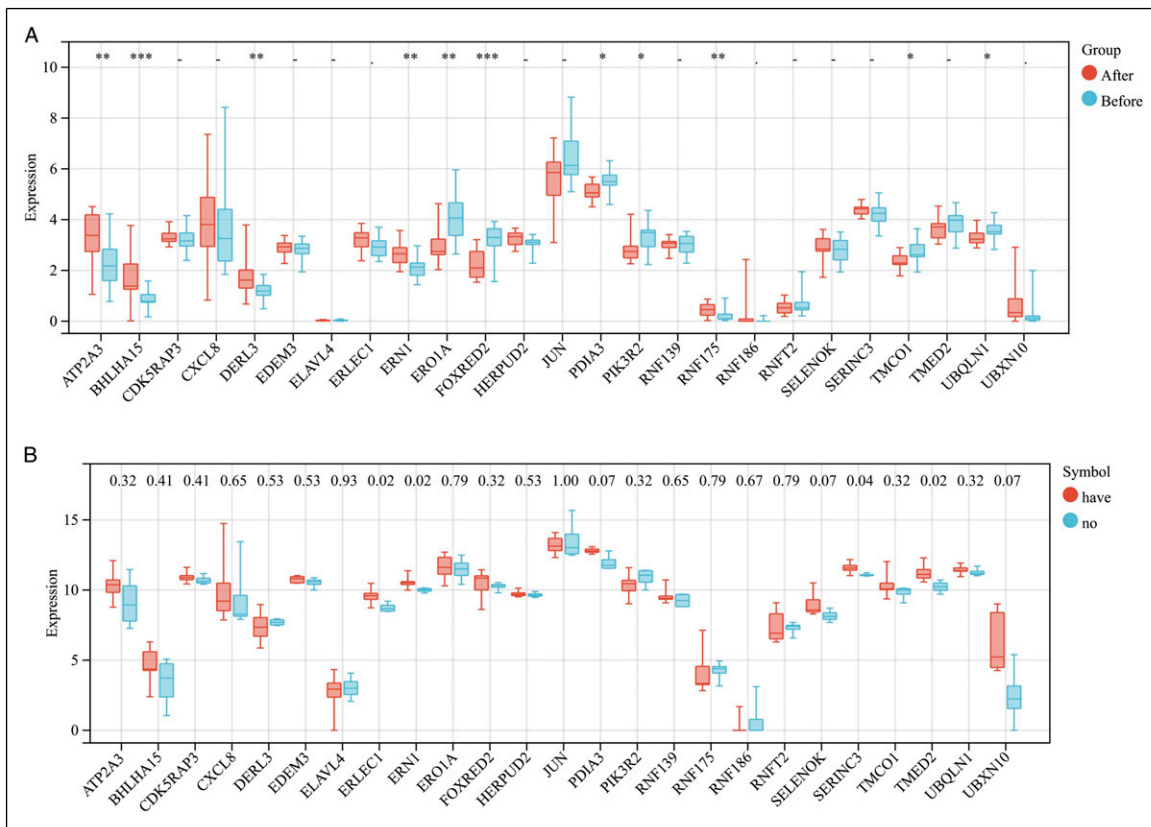 A
** *** - - ** - - . ** ** *** - - * * - ** . - - - * - * .
Group
After
Before
10
8
6
4
2
0
Expression
ATP2A3 BHLHA15 CDK5RAP3 CXCL8 DERL3 EDEM3 ELAVL4 ERLEC1 ERN1 ERO1A FOXRED2 HERPUD2 JUN PDIA3 PIK3R2 RNF139 RNF175 RNF186 RNFT2 SELENOK SERINC3 TMCO1 TMED2 UBQLN1 UBXN10
B
0.32 0.41 0.41 0.65 0.53 0.53 0.93 0.02 0.02 0.79 0.32 0.53 1.00 0.07 0.32 0.65 0.79 0.67 0.79 0.07 0.04 0.32 0.02 0.32 0.07
Symbol
have
no
15
10
5
0
Expression
ATP2A3 BHLHA15 CDK5RAP3 CXCL8 DERL3 EDEM3 ELAVL4 ERLEC1 ERN1 ERO1A FOXRED2 HERPUD2 JUN PDIA3 PIK3R2 RNF139 RNF175 RNF186 RNFT2 SELENOK SERINC3 TMCO1 TMED2 UBQLN1 UBXN10